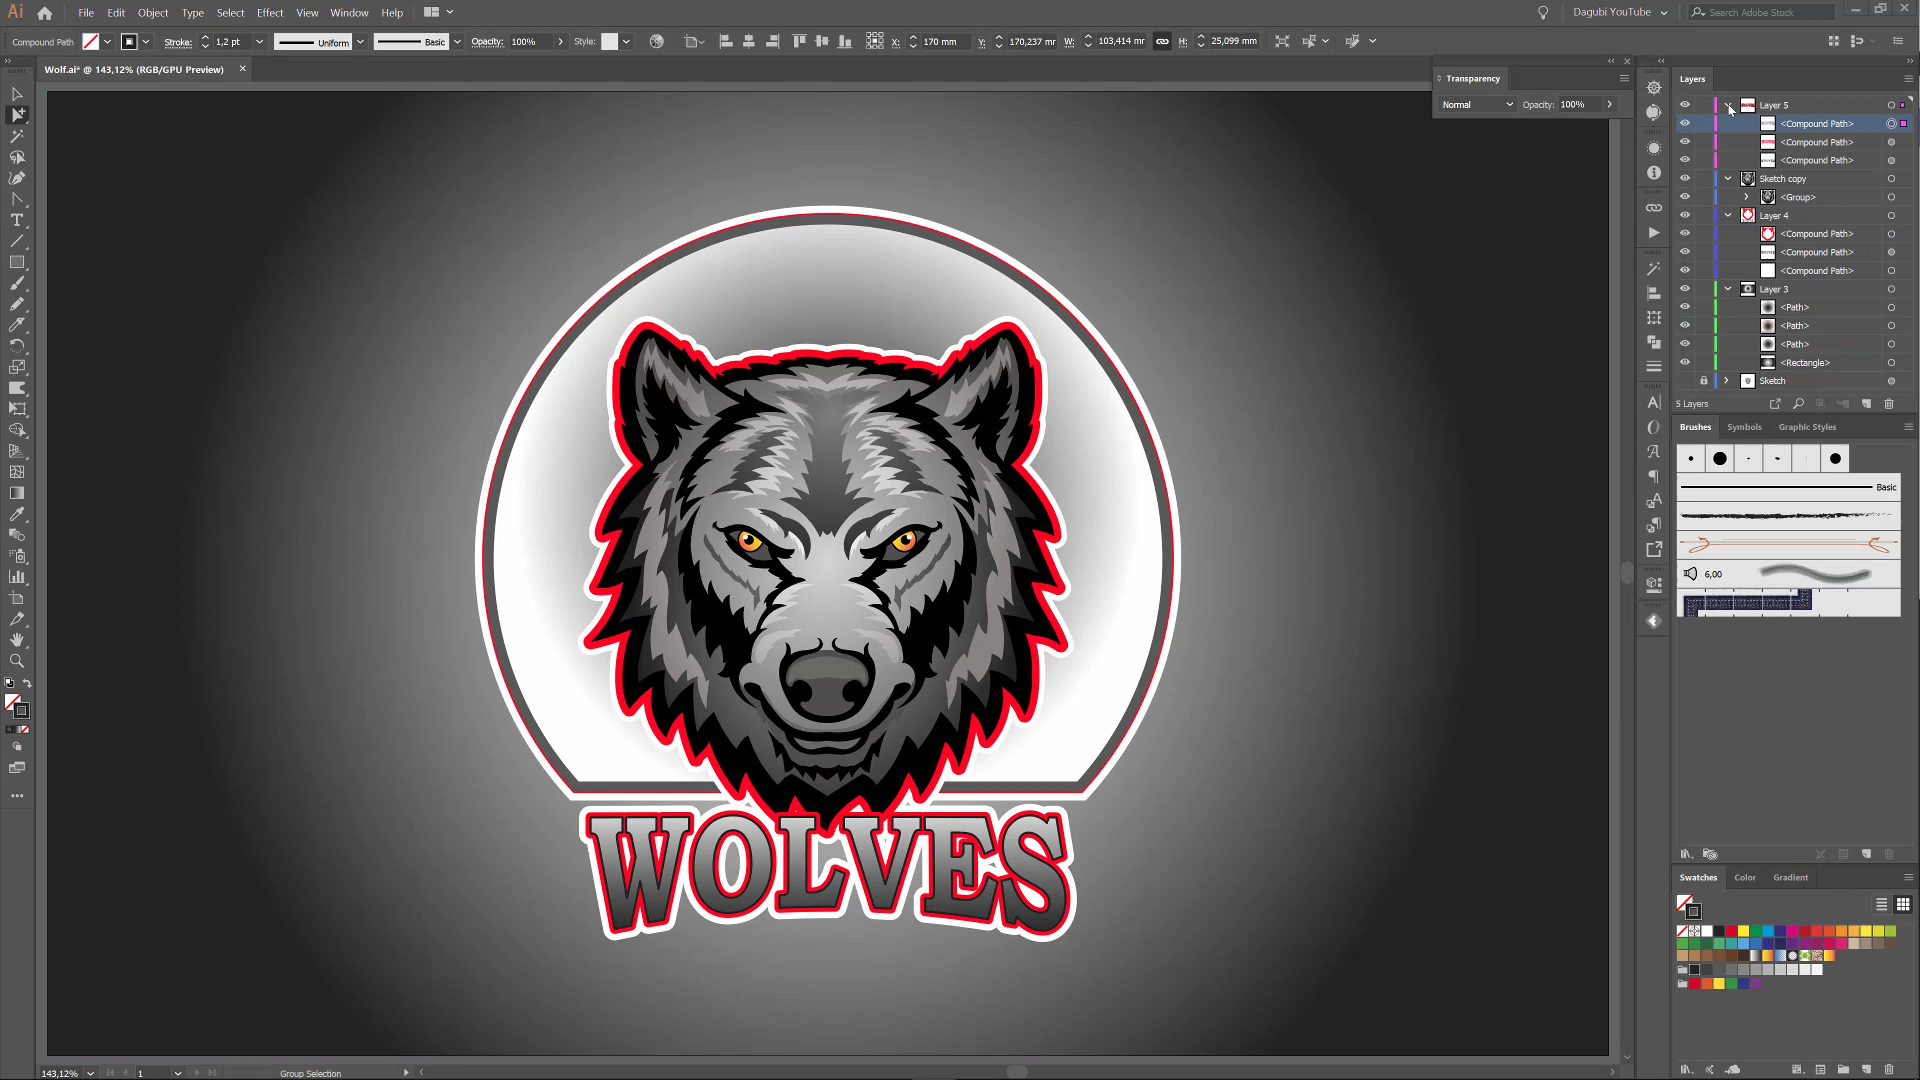 Ai File Edit Object Type Select Effect View Window Help Dagubi YouTube Search Adobe Stock
Compound Path Stroke: 1,2 pt Uniform Basic Opacity: 100% Style: X: 170 mm Y: 170,237 mr W: 103,414 mr H: 25,099 mm
Wolf.ai* @ 143,12% (RGB/GPU Preview)
Transparency
Normal Opacity: 100%
Layers
Layer 5
<Compound Path>
<Compound Path>
<Compound Path>
Sketch copy
<Group>
Layer 4
<Compound Path>
<Compound Path>
<Compound Path>
Layer 3
<Path>
<Path>
<Path>
<Rectangle>
Sketch
5 Layers
Brushes Symbols Graphic Styles
Basic
6,00
Swatches Color Gradient
WOLVES
143,12% 1 Group Selection